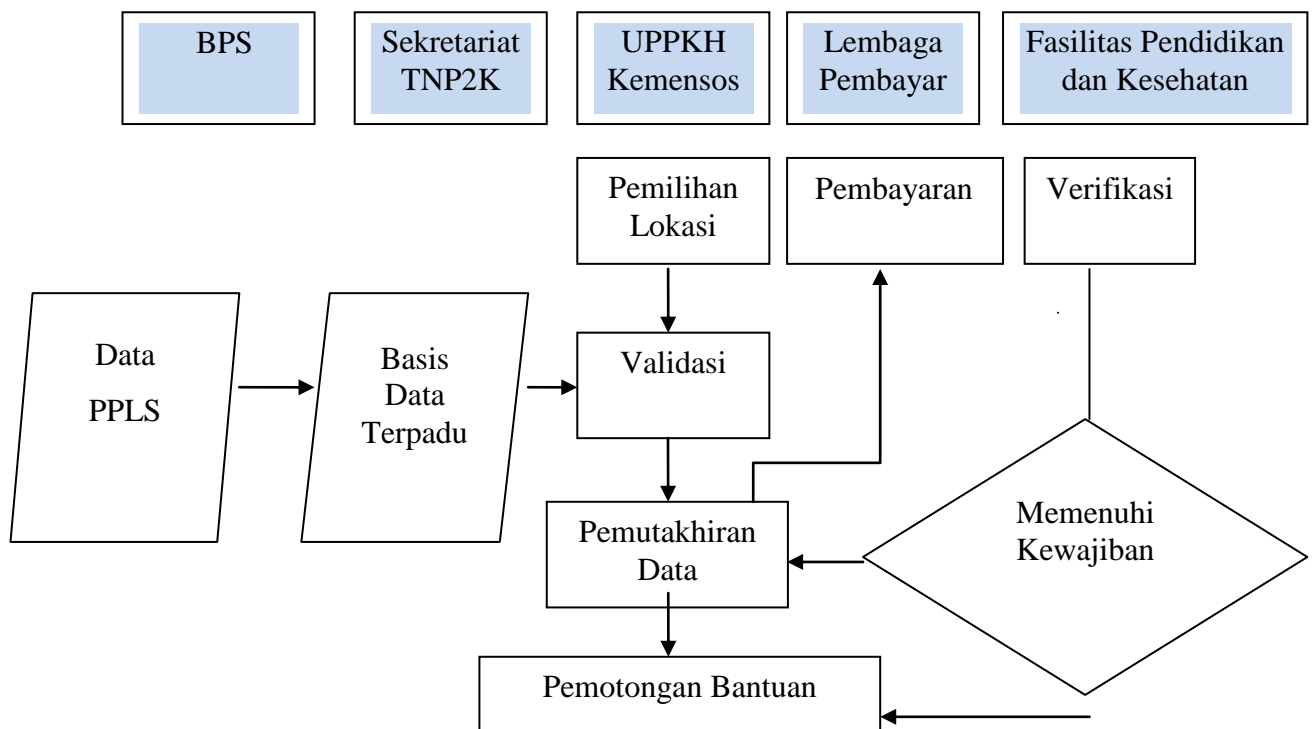 BPS
Sekretariat
TNP2K
UPPKH
Kemensos
Lembaga
Pembayar
Fasilitas Pendidikan
dan Kesehatan
Pemilihan
Lokasi
Pembayaran
Verifikasi
Data
PPLS
Basis
Data
Terpadu
Validasi
Pemutakhiran
Data
Memenuhi
Kewajiban
Pemotongan Bantuan